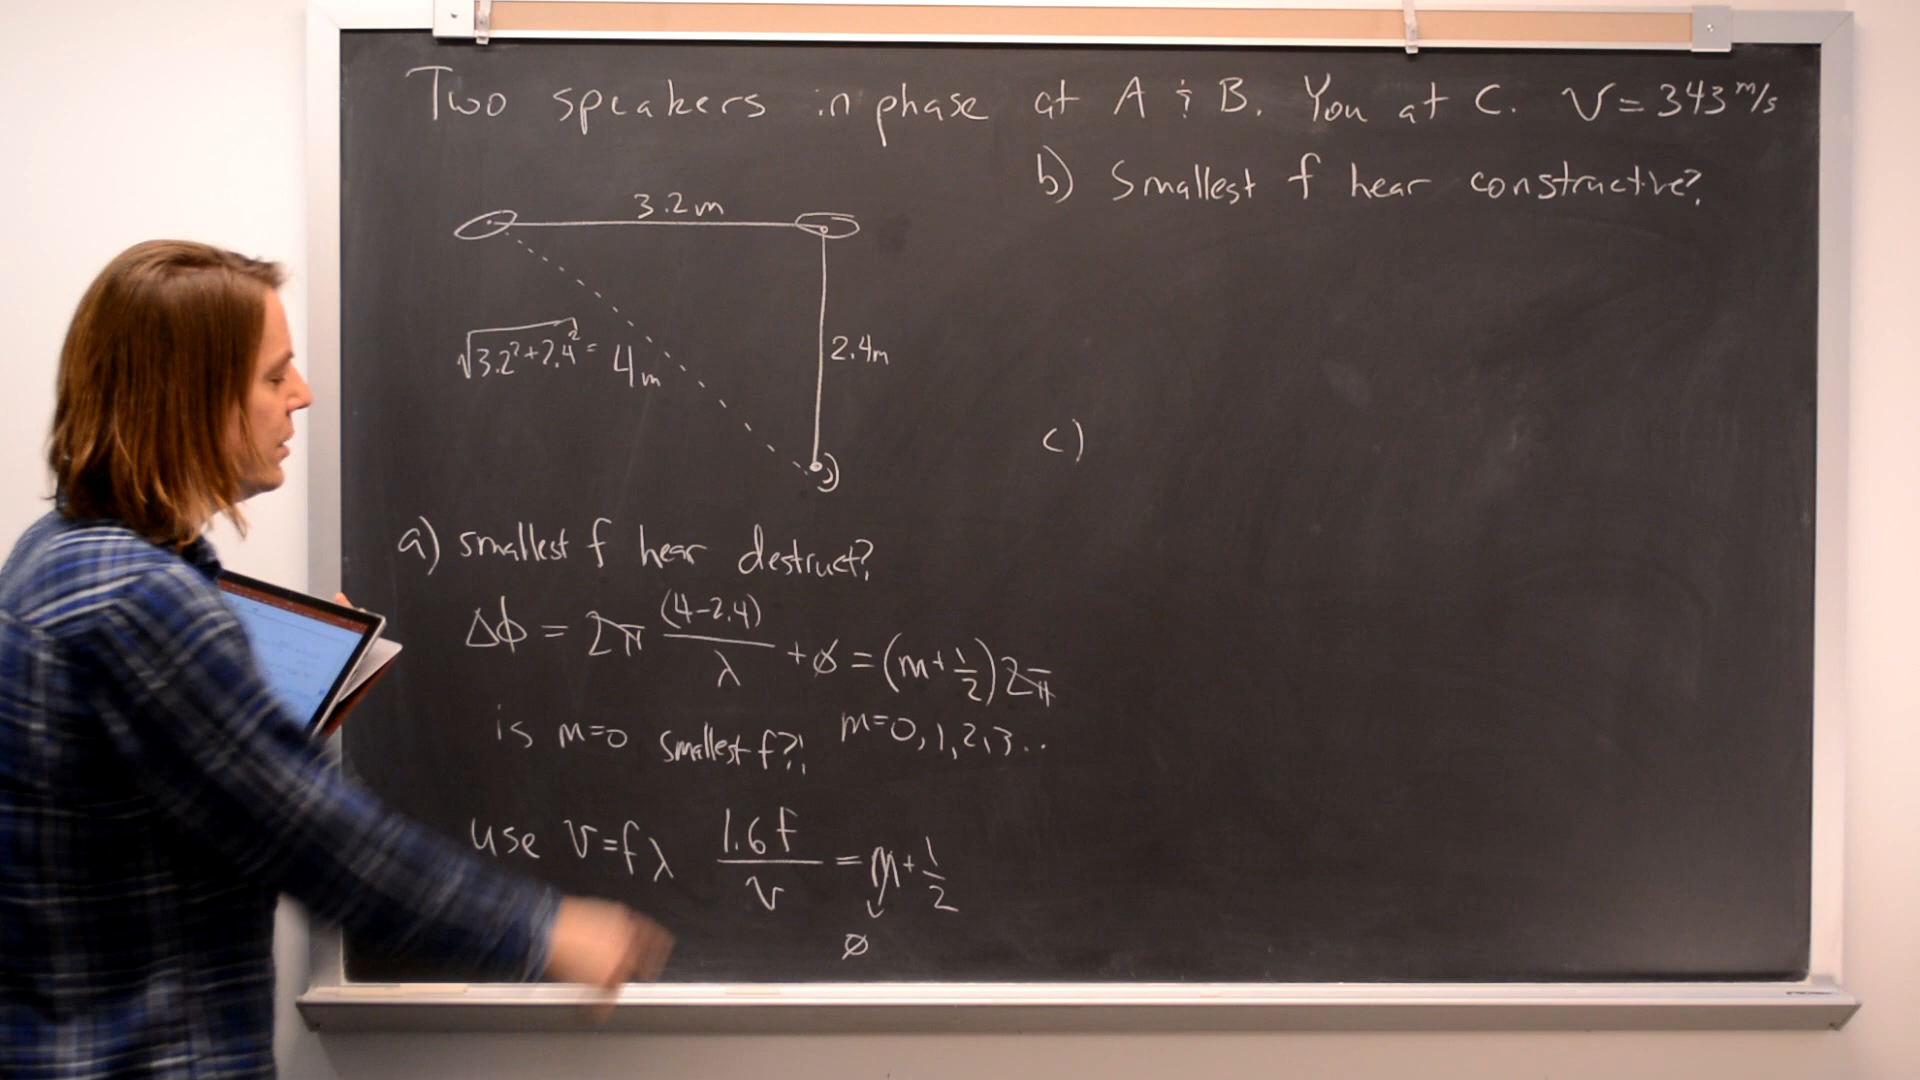 Two speakers in phase at A & B. You at C. V = 343 m/s
3.2m
√3.2²+2.4² = 4m
2.4m
a) smallest f hear destruct?
Δϕ = 2π (4-2.4)/λ + ∅ = (m+1/2)2π
is m=0 smallest f?! m=0,1,2,3..
use V=fλ 1.6f/V = m+1/2
∅
b) Smallest f hear constructive?
c)